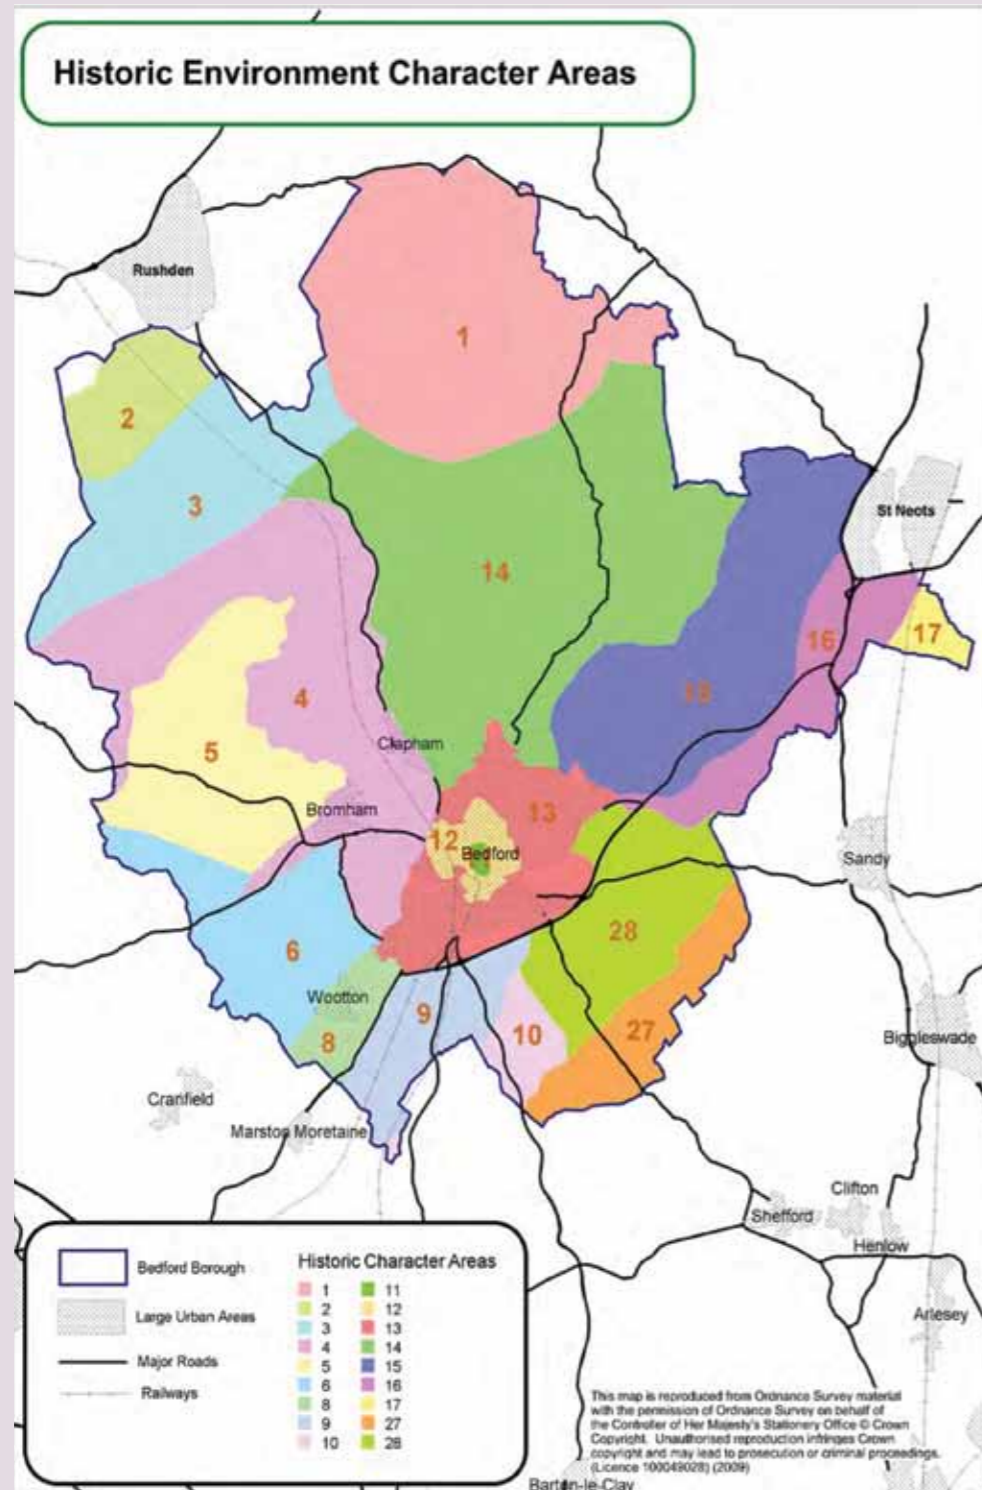 Historic Environment Character Areas
Rushden
1
2
3
St Neots
14
16
17
4
15
5
Clapham
Bromham
13
12
Bedford
Sandy
28
6
Wootton
9
10
27
8
Biggleswade
Cranfield
Marston Moretaine
Clifton
Shefford
Henlow
Arlesey
Bedford Borough
Large Urban Areas
Major Roads
Railways
Historic Character Areas
1 11
2 12
3 13
4 14
5 15
6 16
8 17
9 27
10 28
This map is reproduced from Ordnance Survey material
with the permission of Ordnance Survey on behalf of
the Controller of Her Majesty's Stationery Office © Crown
Copyright. Unauthorised reproduction infringes Crown
copyright and may lead to prosecution or criminal proceedings.
(Licence 100049028) (2009)
Barton-le-Clay